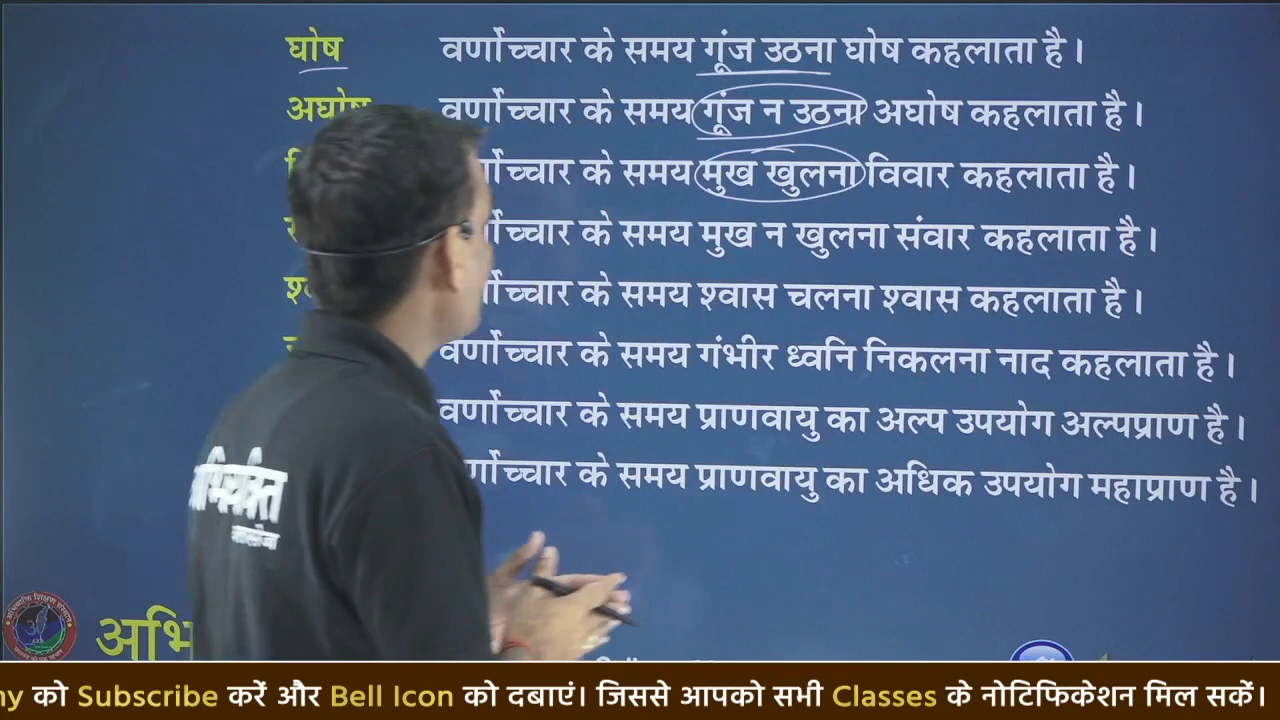 घोष वर्णोच्चार के समय गूंज उठना घोष कहलाता है।
अघोष वर्णोच्चार के समय गूंज न उठना अघोष कहलाता है।
के समय मुख खुलना विवार कहलाता है।
के समय मुख न खुलना संवार कहलाता है।
के समय श्वास चलना श्वास कहलाता है।
वर्णोच्चार के समय गंभीर ध्वनि निकलना नाद कहलाता है।
वर्णोच्चार के समय प्राणवायु का अल्प उपयोग अल्पप्राण है।
के समय प्राणवायु का अधिक उपयोग महाप्राण है।
को Subscribe करें और Bell Icon को दबाएं। जिससे आपको सभी Classes के नोटिफिकेशन मिल सकें।